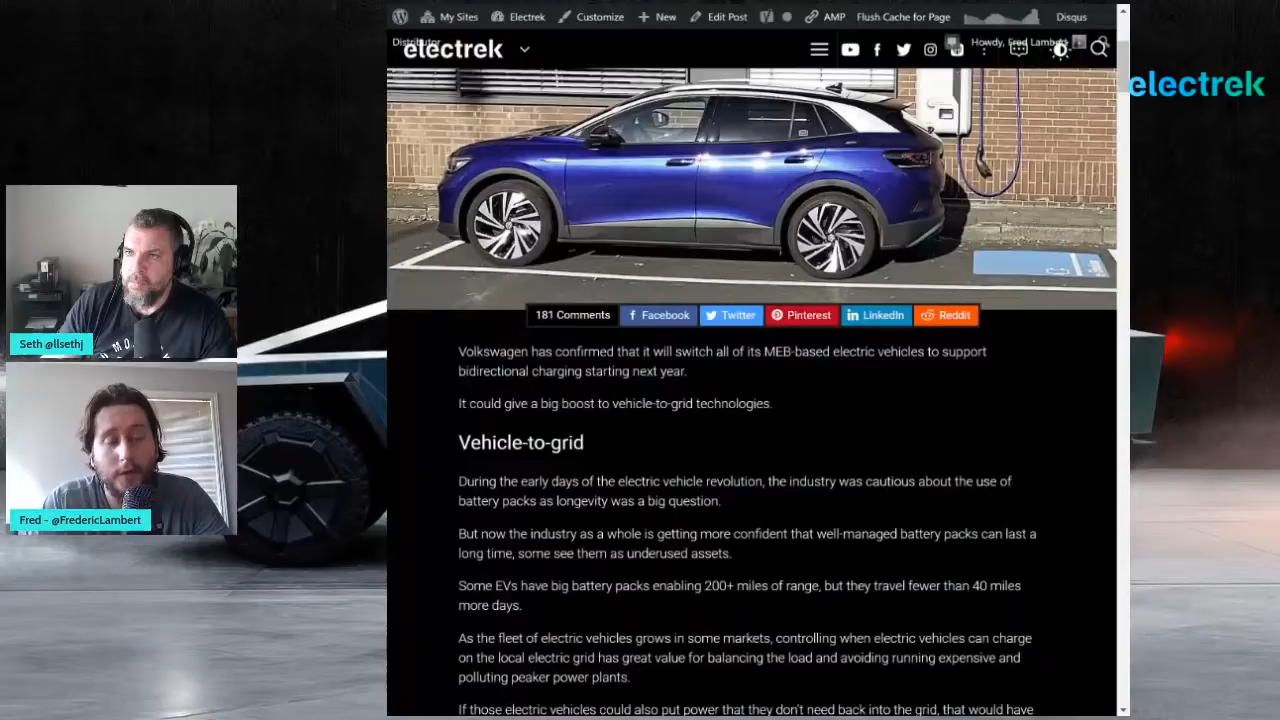 My Sites
Electrek
Customize
New
Edit Post
AMP
Flush Cache for Page
Disqus
Distributor
electrek
Howdy, Fred Lambert
electrek
181 Comments
Facebook
Twitter
Pinterest
LinkedIn
Reddit
Seth @llsethj
Fred - @FredericLambert
Volkswagen has confirmed that it will switch all of its MEB-based electric vehicles to support
bidirectional charging starting next year.
It could give a big boost to vehicle-to-grid technologies.
Vehicle-to-grid
During the early days of the electric vehicle revolution, the industry was cautious about the use of
battery packs as longevity was a big question.
But now the industry as a whole is getting more confident that well-managed battery packs can last a
long time, some see them as underused assets.
Some EVs have big battery packs enabling 200+ miles of range, but they travel fewer than 40 miles
more days.
As the fleet of electric vehicles grows in some markets, controlling when electric vehicles can charge
on the local electric grid has great value for balancing the load and avoiding running expensive and
polluting peaker power plants.
If those electric vehicles could also put power that they don't need back into the grid, that would have